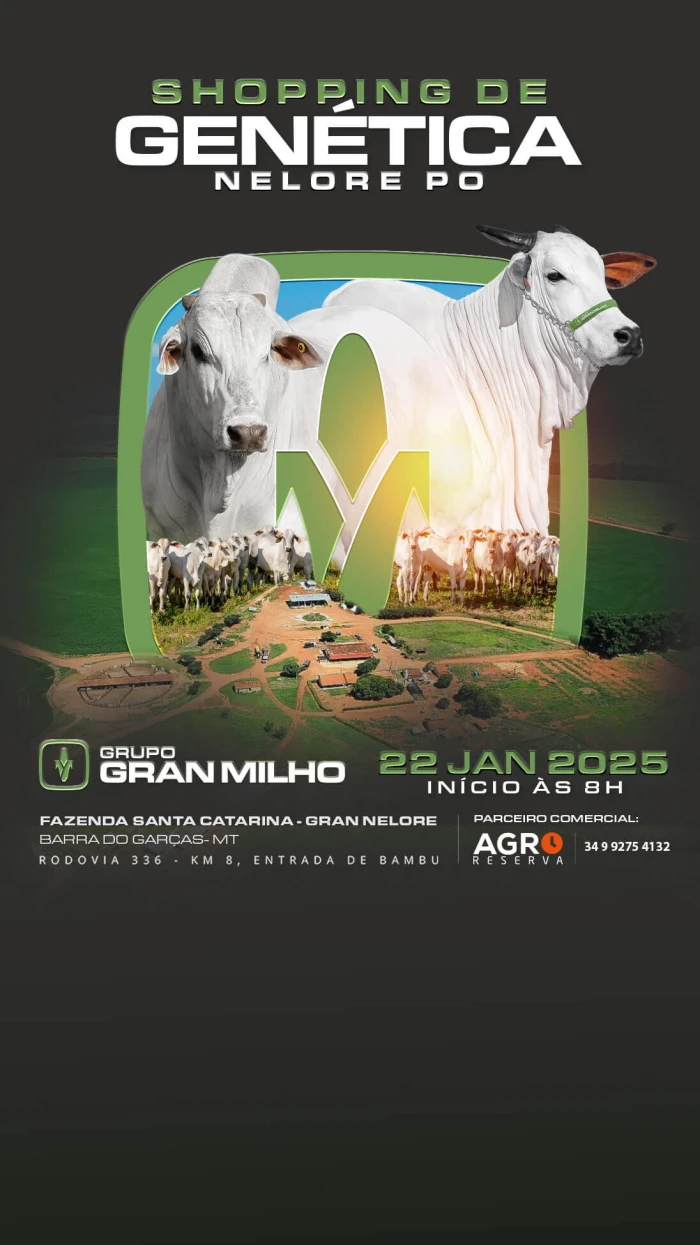 SHOPPING DE
GENÉTICA
NELORE PO
GRUPO
GRAN MILHO
22 JAN 2025
INÍCIO ÀS 8H
FAZENDA SANTA CATARINA - GRAN NELORE
BARRA DO GARÇAS- MT
RODOVIA 336 - KM 8, ENTRADA DE BAMBU
PARCEIRO COMERCIAL:
AGRO
RESERVA
34 9 9275 4132